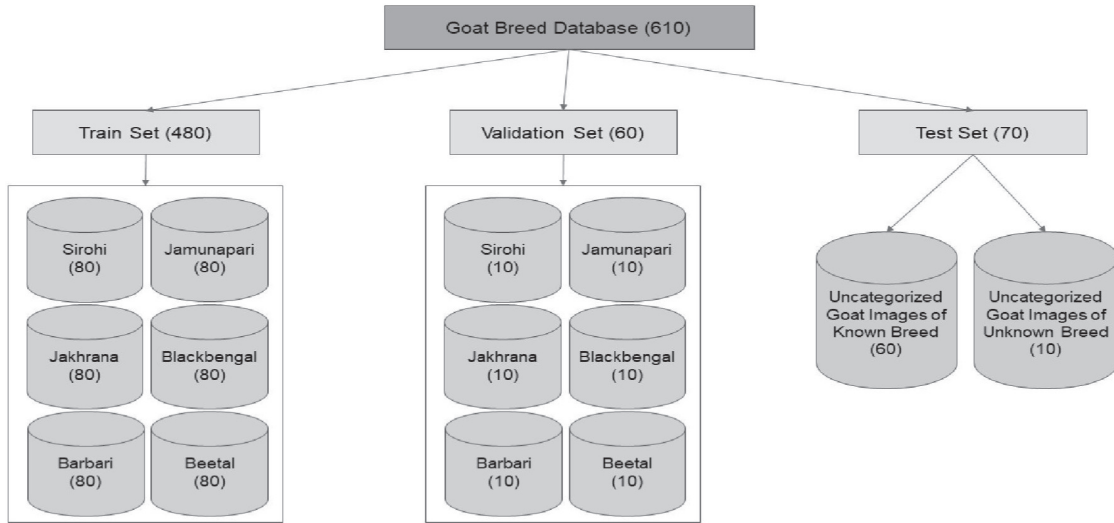 Goat Breed Database (610)
Train Set (480)
Validation Set (60)
Test Set (70)
Sirohi
(80)
Jamunapari
(80)
Jakhrana
(80)
Blackbengal
(80)
Barbari
(80)
Beetal
(80)
Sirohi
(10)
Jamunapari
(10)
Jakhrana
(10)
Blackbengal
(10)
Barbari
(10)
Beetal
(10)
Uncategorized
Goat Images of
Known Breed
(60)
Uncategorized
Goat Images of
Unknown Breed
(10)